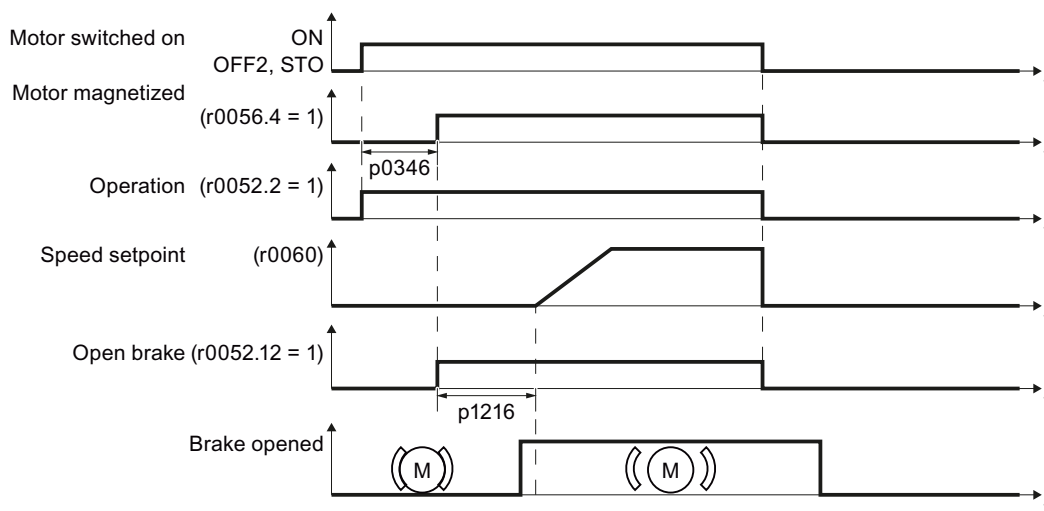 Motor switched on ON
OFF2, STO
Motor magnetized
(r0056.4 = 1)
p0346
Operation (r0052.2 = 1)
Speed setpoint (r0060)
Open brake (r0052.12 = 1)
p1216
Brake opened
M M